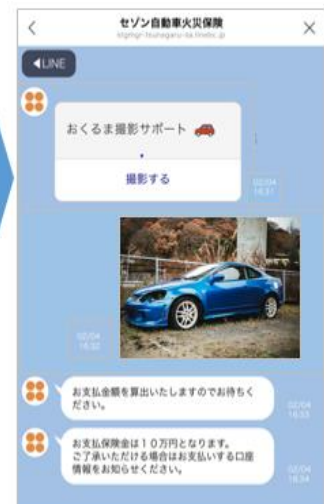 セゾン自動車火災保険
◀LINE
おくるま撮影サポート
撮影する
02/04
16:31
02/04
16:32
お支払金額を算出いたしますのでお待ちく
ださい。
02/04
16:33
お支払保険金は１０万円となります。
ご了承いただける場合はお支払いする口座
情報をお知らせください。
02/04
16:34